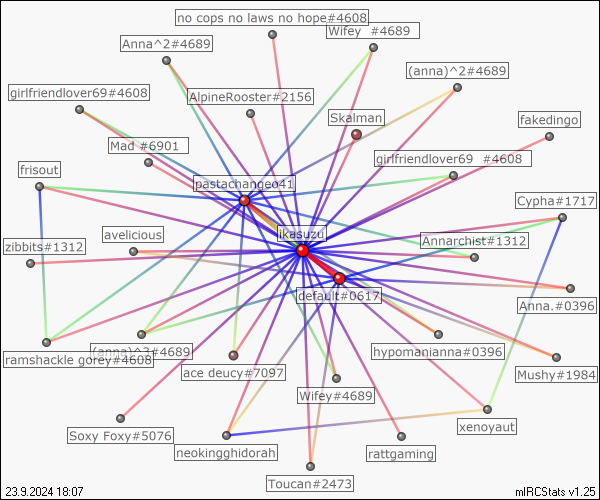 no cops no laws no hope#4608
Wifey #4689
Anna^2#4689
(anna)^2#4689
girlfriendlover69#4608
AlpineRooster#2156
Skalman
fakedingo
Mad #6901
girlfriendlover69 #4608
frisout
pastachangeo41
Cypha#1717
ikasuzu
avelicious
Annarchist#1312
zibbits#1312
default#0617
Anna.#0396
ramshackle gorey#4608
(anna)^2#4689
hypomanianna#0396
ace deucy#7097
Mushy#1984
Wifey#4689
Soxy Foxy#5076
neokingghidorah
rattgaming
xenoyaut
Toucan#2473
23.9.2024 18:07
mIRCStats v1.25